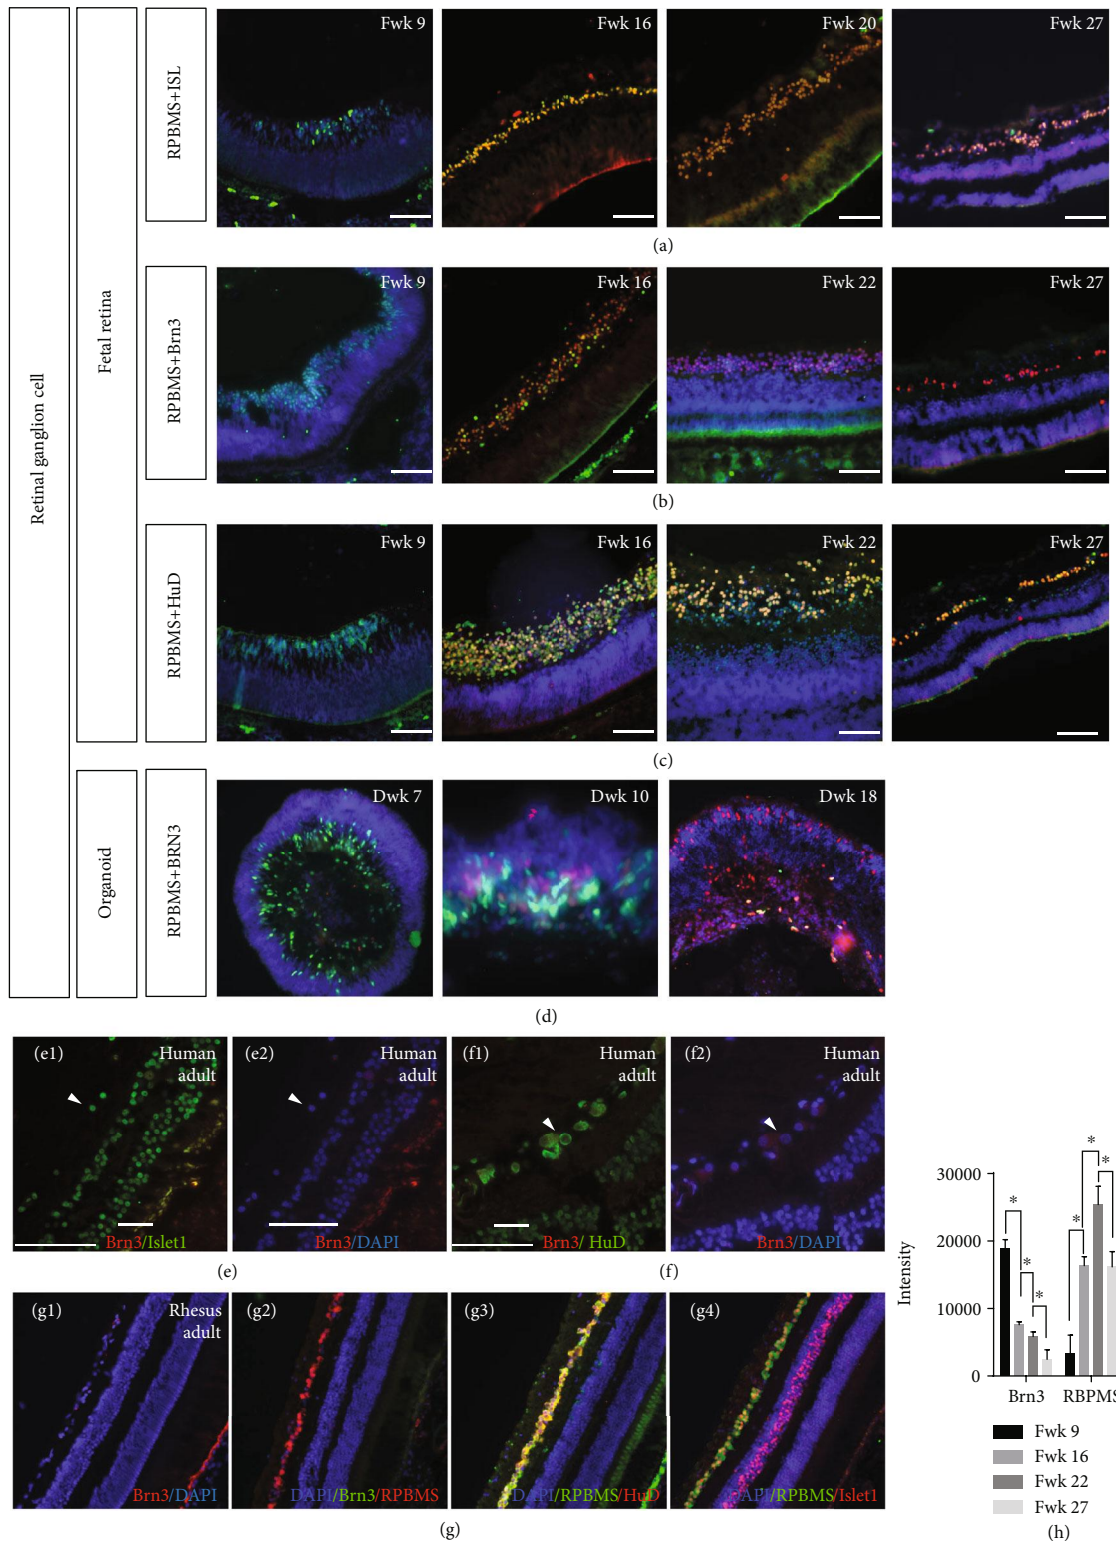 Retinal ganglion cell
Fetal retina
RPBMS+ISL
Fwk 9
Fwk 16
Fwk 20
Fwk 27
(a)
RPBMS+Brn3
Fwk 9
Fwk 16
Fwk 22
Fwk 27
(b)
RPBMS+HuD
Fwk 9
Fwk 16
Fwk 22
Fwk 27
(c)
Organoid
RPBMS+BRN3
Dwk 7
Dwk 10
Dwk 18
(d)
(e1)
Human
adult
Brn3/Islet1
(e2)
Human
adult
Brn3/DAPI
(e)
(f1)
Human
adult
Brn3/ HuD
(f2)
Human
adult
Brn3/DAPI
(f)
(g1)
Rhesus
adult
Brn3/DAPI
(g2)
DAPI/Brn3/RPBMS
(g3)
DAPI/RPBMS/HuD
(g4)
DAPI/RPBMS/Islet1
(g)
Intensity
30000
20000
10000
0
* * * * * *
Brn3
RBPMS
Fwk 9
Fwk 16
Fwk 22
Fwk 27
(h)